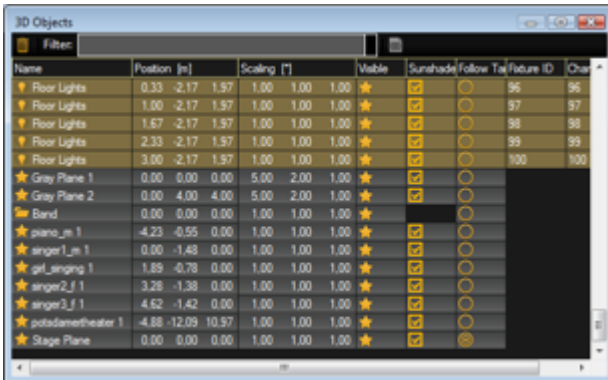 3D Objects
Filter:
Name Position [m] Scaling [*] Visible Sunshade Follow Ta Fixture ID Chan
Floor Lights 0,33 -2,17 1,97 1,00 1,00 1,00 96 96
Floor Lights 1,00 -2,17 1,97 1,00 1,00 1,00 97 97
Floor Lights 1,67 -2,17 1,97 1,00 1,00 1,00 98 98
Floor Lights 2,33 -2,17 1,97 1,00 1,00 1,00 99 99
Floor Lights 3,00 -2,17 1,97 1,00 1,00 1,00 100 100
Gray Plane 1 0,00 0,00 0,00 5,00 2,00 1,00
Gray Plane 2 0,00 4,00 4,00 5,00 2,00 1,00
Band 0,00 0,00 0,00 1,00 1,00 1,00
piano_m 1 -4,23 -0,55 0,00 1,00 1,00 1,00
singer1_m 1 0,00 -1,48 0,00 1,00 1,00 1,00
girl_singing 1 1,89 -0,78 0,00 1,00 1,00 1,00
singer2_f 1 3,28 -1,38 0,00 1,00 1,00 1,00
singer3_f 1 4,62 -1,42 0,00 1,00 1,00 1,00
potsdamertheater 1 -4,88 -12,09 10,97 1,00 1,00 1,00
Stage Plane 0,00 0,00 0,00 1,00 1,00 1,00